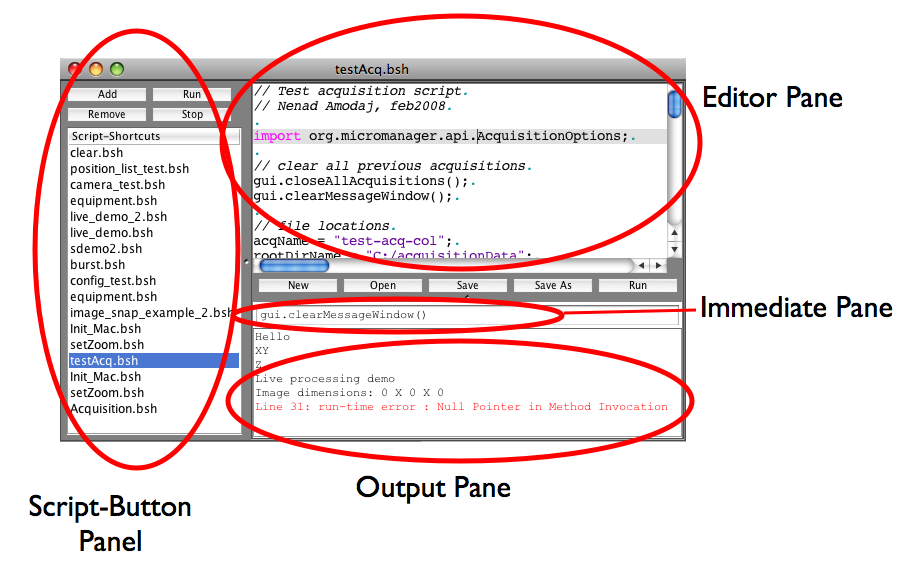 testAcq.bsh
Add Run
Remove Stop
Script-Shortcuts
clear.bsh
position_list_test.bsh
camera_test.bsh
equipment.bsh
live_demo_2.bsh
live_demo.bsh
sdemo2.bsh
burst.bsh
config_test.bsh
equipment.bsh
image_snap_example_2.bsh
Init_Mac.bsh
setZoom.bsh
testAcq.bsh
Init_Mac.bsh
setZoom.bsh
Acquisition.bsh
// Test acquisition script.
// Nenad Amodaj, feb2008.
.
import org.micromanager.api.AcquisitionOptions;.
.
// clear all previous acquisitions.
gui.closeAllAcquisitions();.
gui.clearMessageWindow();.
.
// file locations.
acqName = "test-acq-col";.
rootDirName = "C:/acquisitionData";
New Open Save Save As Run
gui.clearMessageWindow()
Hello
XY
Z
Live processing demo
Image dimensions: 0 X 0 X 0
Line 31: run-time error : Null Pointer in Method Invocation
Editor Pane
Immediate Pane
Output Pane
Script-Button
Panel